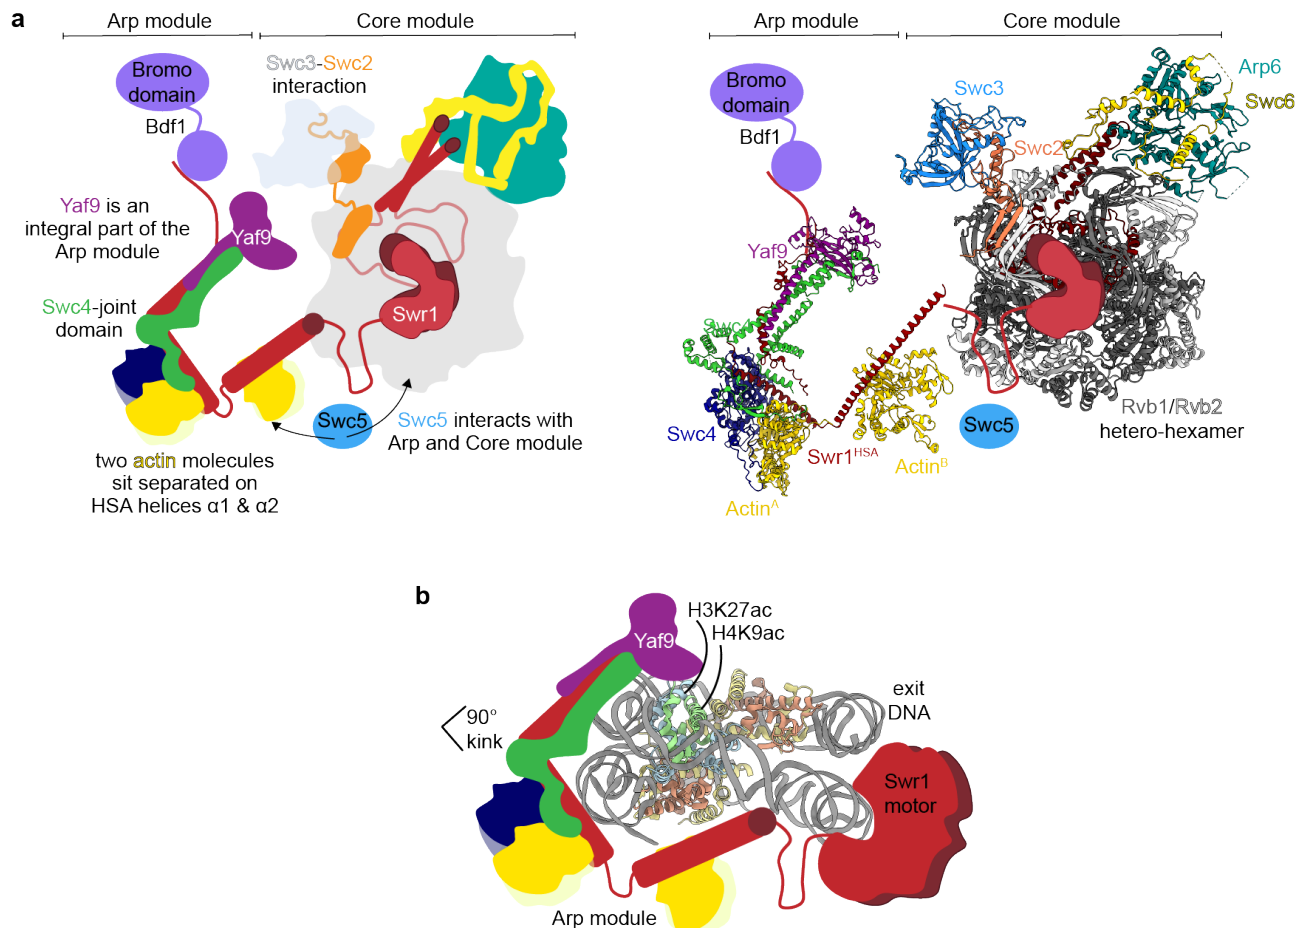 a
Arp module
Core module
Bromo
domain
Bdf1
Swc3-Swc2
interaction
Yaf9 is an
integral part of the
Arp module
Yaf9
Swc4-joint
domain
Swr1
Swc5
Swc5 interacts with
Arp and Core module
two actin molecules
sit separated on
HSA helices α1 & α2
Arp module
Core module
Bromo
domain
Bdf1
Swc3
Swc2
Arp6
Swc6
Yaf9
Swc4
Swc4
Swr1HSA
ActinB
ActinA
Swc5
Rvb1/Rvb2
hetero-hexamer
b
H3K27ac
H4K9ac
Yaf9
90°
kink
exit
DNA
Swr1
motor
Arp module